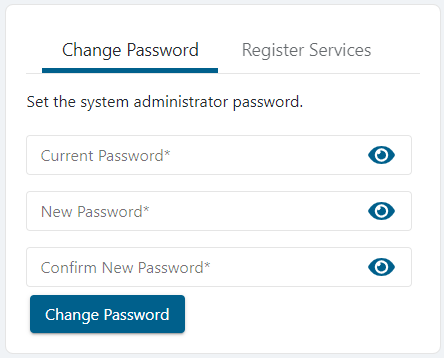 Change Password
Register Services
Set the system administrator password.
Current Password*
New Password*
Confirm New Password*
Change Password